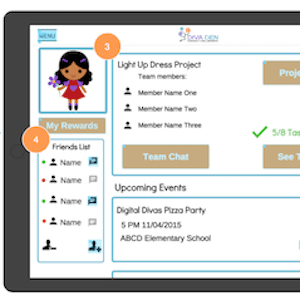 MENU
DIVA DEN
3
Light Up Dress Project
Team members:
Member Name One
Member Name Two
Member Name Three
Proje
My Rewards
4
Friends List
Name
Name
Name
Name
5/8 Tas
Team Chat
See T
Upcoming Events
Digital Divas Pizza Party
5 PM 11/04/2015
ABCD Elementary School